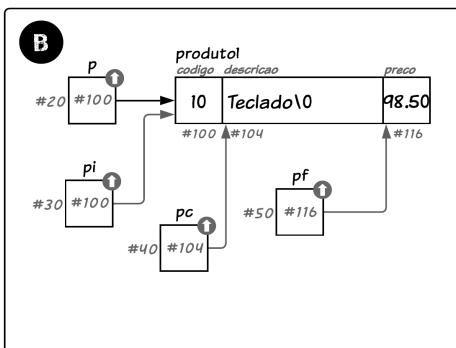 B
produto1
p
codigo descricao preco
#20 #100
10 Teclado\0 98.50
#100 #104 #116
pi
#30 #100
pf
#50 #116
pc
#40 #104